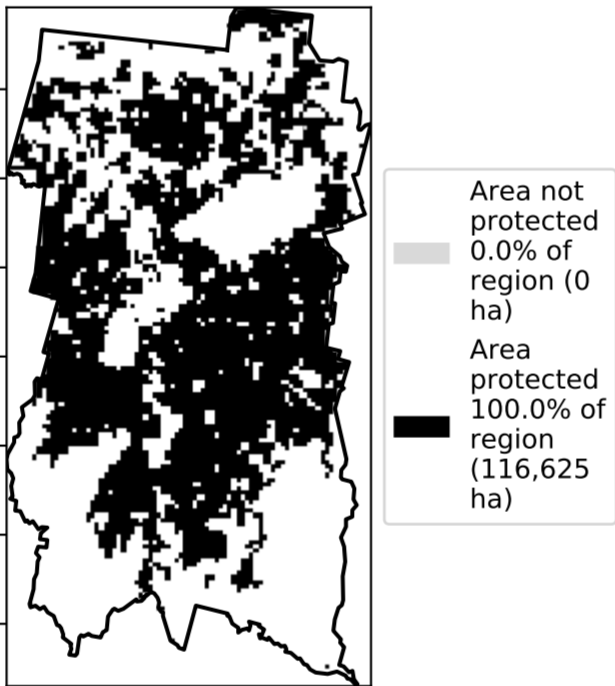 Area not
protected
0.0% of
region (0
ha)
Area
protected
100.0% of
region
(116,625
ha)